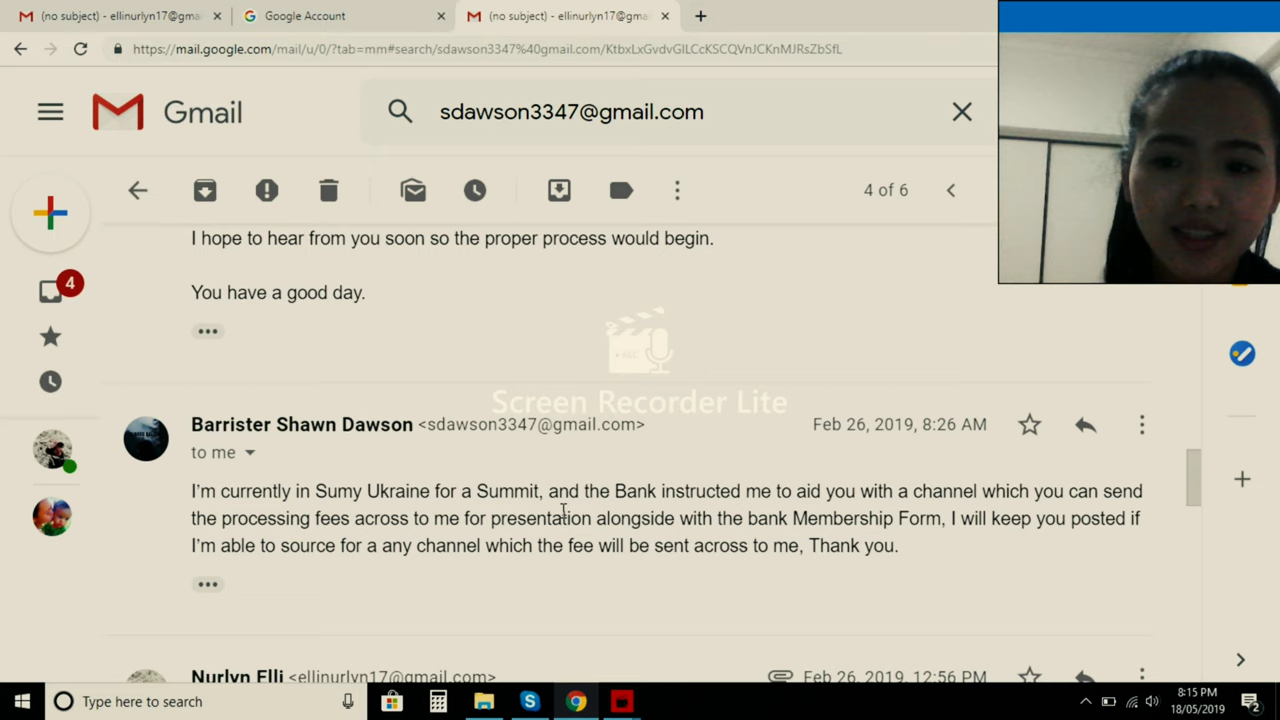 (no subject) - ellinurlyn17@gma
Google Account
(no subject) - ellinurlyn17@gma
https://mail.google.com/mail/u/0/?tab=mm#search/sdawson3347%40gmail.com/KtbxLxGvdvGlLCcKSCQVnJCKnMJRsZbSfL
Gmail
sdawson3347@gmail.com
4 of 6
I hope to hear from you soon so the proper process would begin.
4
You have a good day.
Screen Recorder Lite
Barrister Shawn Dawson <sdawson3347@gmail.com>
Feb 26, 2019, 8:26 AM
to me
I'm currently in Sumy Ukraine for a Summit, and the Bank instructed me to aid you with a channel which you can send
the processing fees across to me for presentation alongside with the bank Membership Form, I will keep you posted if
I'm able to source for a any channel which the fee will be sent across to me, Thank you.
Nurlyn Elli <ellinurlyn17@gmail.com>
Feb 26, 2019, 12:56 PM
Type here to search
8:15 PM
18/05/2019
2